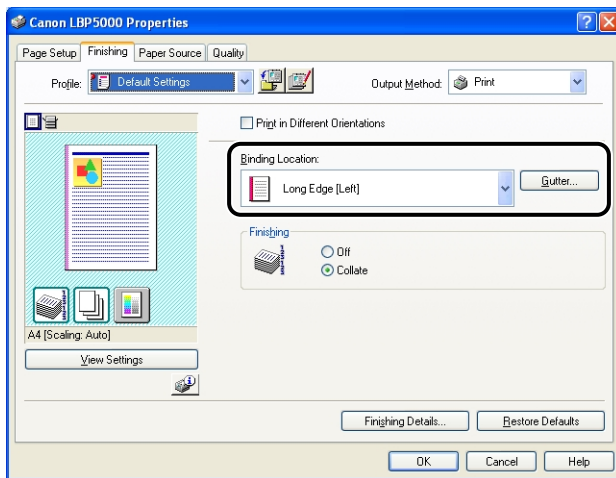 Canon LBP5000 Properties
Page Setup Finishing Paper Source Quality
Profile: Default Settings Output Method: Print
Print in Different Orientations
Binding Location:
Long Edge [Left] Gutter...
Finishing
Off
Collate
A4 [Scaling: Auto]
View Settings
Finishing Details... Restore Defaults
OK Cancel Help